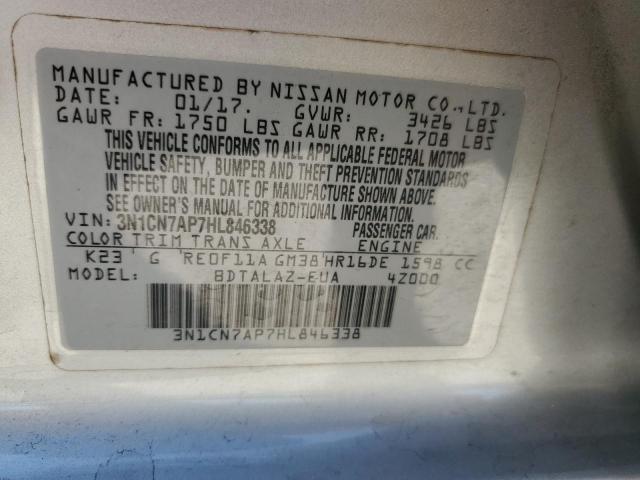 MANUFACTURED BY NISSAN MOTOR CO., LTD.
DATE: 01/17. GVWR: 3426 LBS
GAWR FR: 1750 LBS GAWR RR: 1708 LBS
THIS VEHICLE CONFORMS TO ALL APPLICABLE FEDERAL MOTOR
VEHICLE SAFETY, BUMPER AND THEFT PREVENTION STANDARDS
IN EFFECT ON THE DATE OF MANUFACTURE SHOWN ABOVE.
SEE OWNER'S MANUAL FOR ADDITIONAL INFORMATION
VIN: 3N1CN7AP7HL846338 PASSENGER CAR.
COLOR TRIM TRANS AXLE ENGINE
K23 G RE0F11A GM38 HR16DE 1598 CC
MODEL: BDTALAZ-EUA 4Z000
3N1CN7AP7HL846338